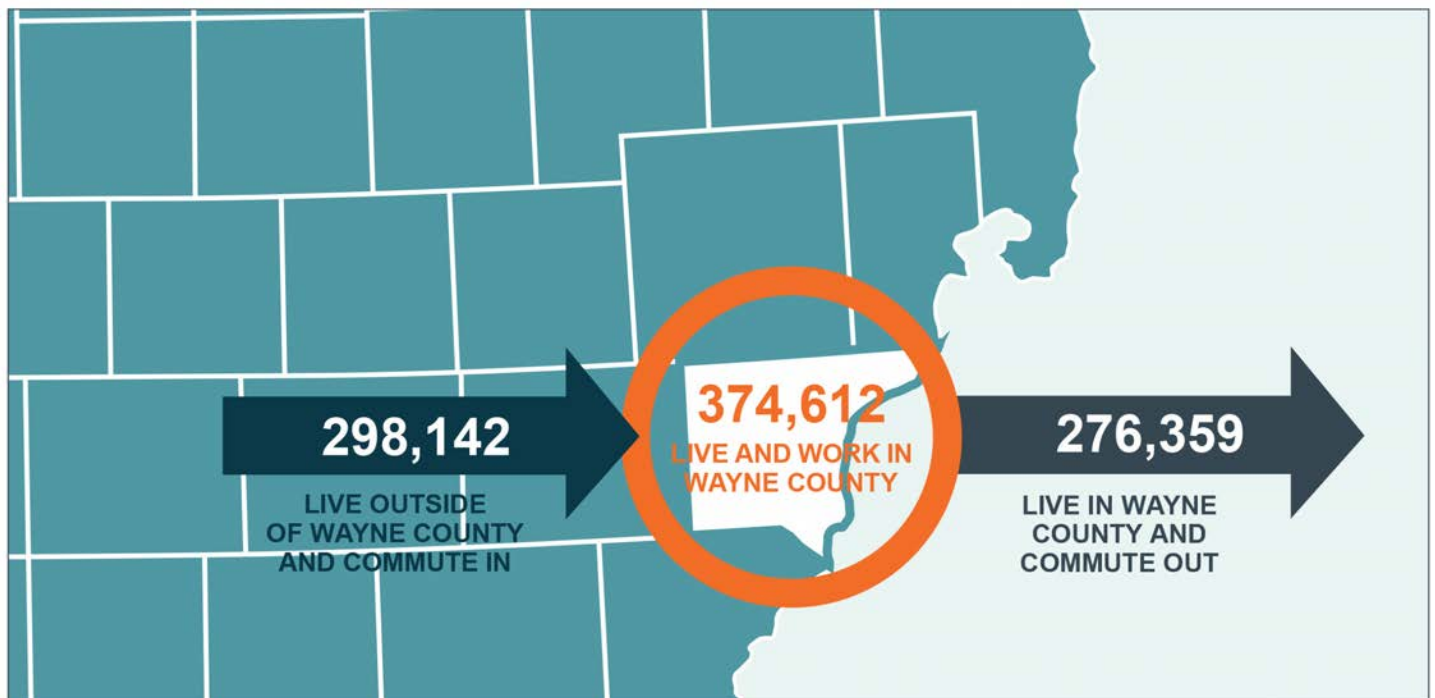 298,142
LIVE OUTSIDE
OF WAYNE COUNTY
AND COMMUTE IN
374,612
LIVE AND WORK IN
WAYNE COUNTY
276,359
LIVE IN WAYNE
COUNTY AND
COMMUTE OUT